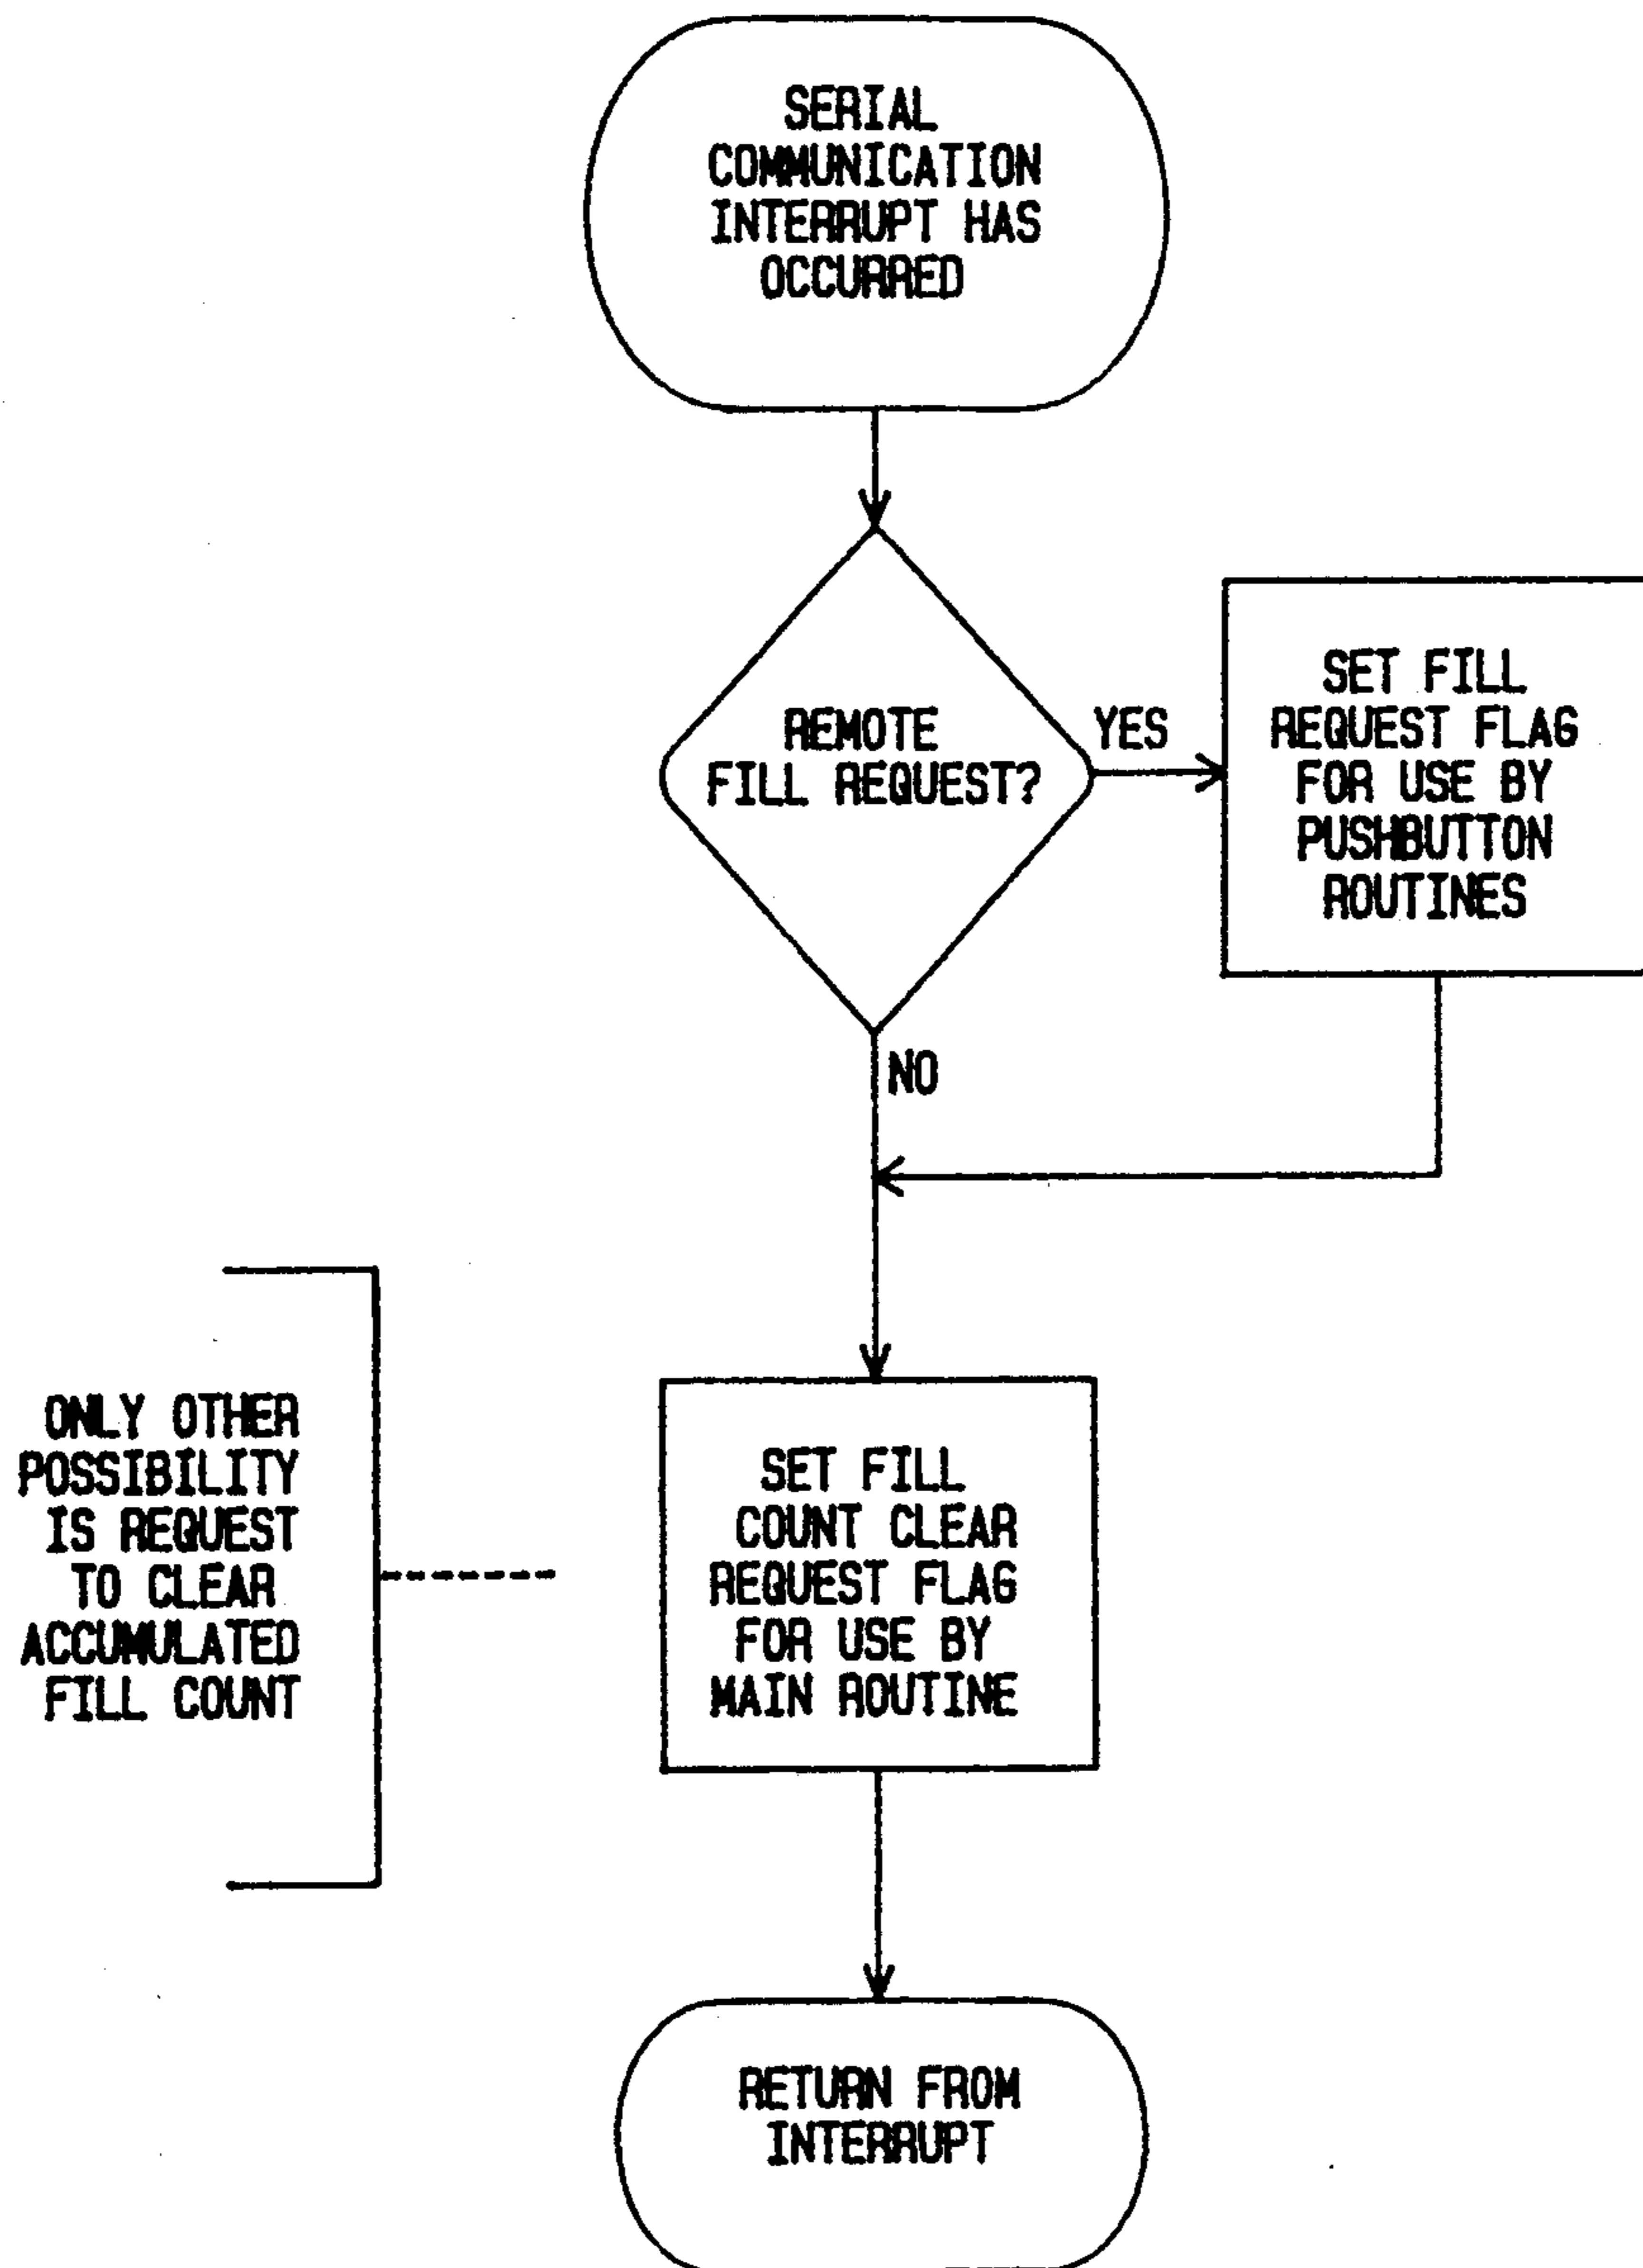 SERIAL
COMMUNICATION
INTERRUPT HAS
OCCURRED
REMOTE
FILL REQUEST?
YES
SET FILL
REQUEST FLAG
FOR USE BY
PUSHBUTTON
ROUTINES
NO
ONLY OTHER
POSSIBILITY
IS REQUEST
TO CLEAR
ACCUMULATED
FILL COUNT
SET FILL
COUNT CLEAR
REQUEST FLAG
FOR USE BY
MAIN ROUTINE
RETURN FROM
INTERRUPT